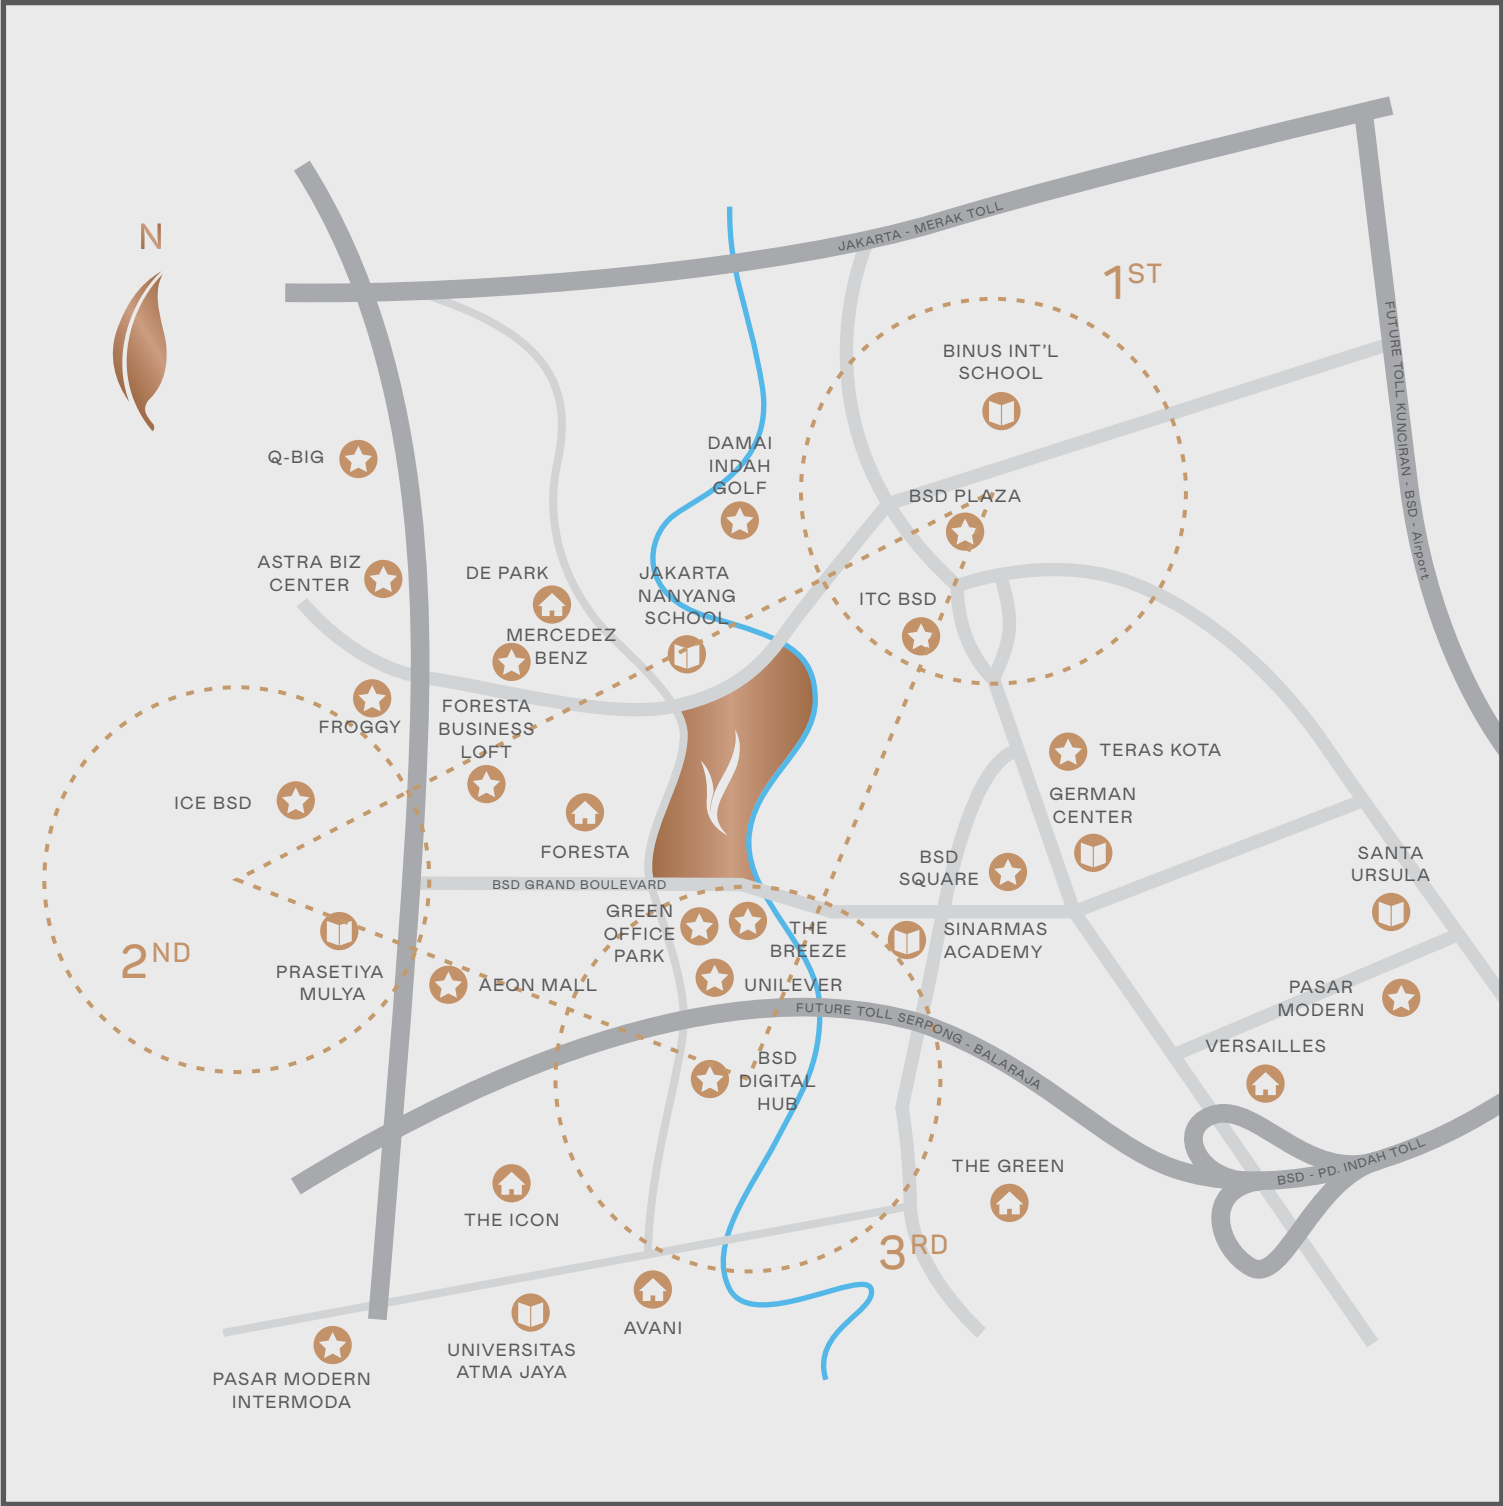 N
JAKARTA - MERAK TOLL
1ST
FUTURE TOLL KUNCIRAN - BSD - Airport
BINUS INT'L
SCHOOL
DAMAI
INDAH
GOLF
Q-BIG
BSD PLAZA
ASTRA BIZ
CENTER
DE PARK
JAKARTA
NANYANG
SCHOOL
ITC BSD
MERCEDEZ
BENZ
FROGGY
FORESTA
BUSINESS
LOFT
TERAS KOTA
ICE BSD
GERMAN
CENTER
FORESTA
BSD
SQUARE
SANTA
URSULA
BSD GRAND BOULEVARD
GREEN
OFFICE
PARK
THE
BREEZE
SINARMAS
ACADEMY
2ND
PRASETIYA
MULYA
AEON MALL
UNILEVER
PASAR
MODERN
FUTURE TOLL SERPONG - BALARAJA
VERSAILLES
BSD
DIGITAL
HUB
THE GREEN
BSD - PD. INDAH TOLL
THE ICON
3RD
AVANI
UNIVERSITAS
ATMA JAYA
PASAR MODERN
INTERMODA